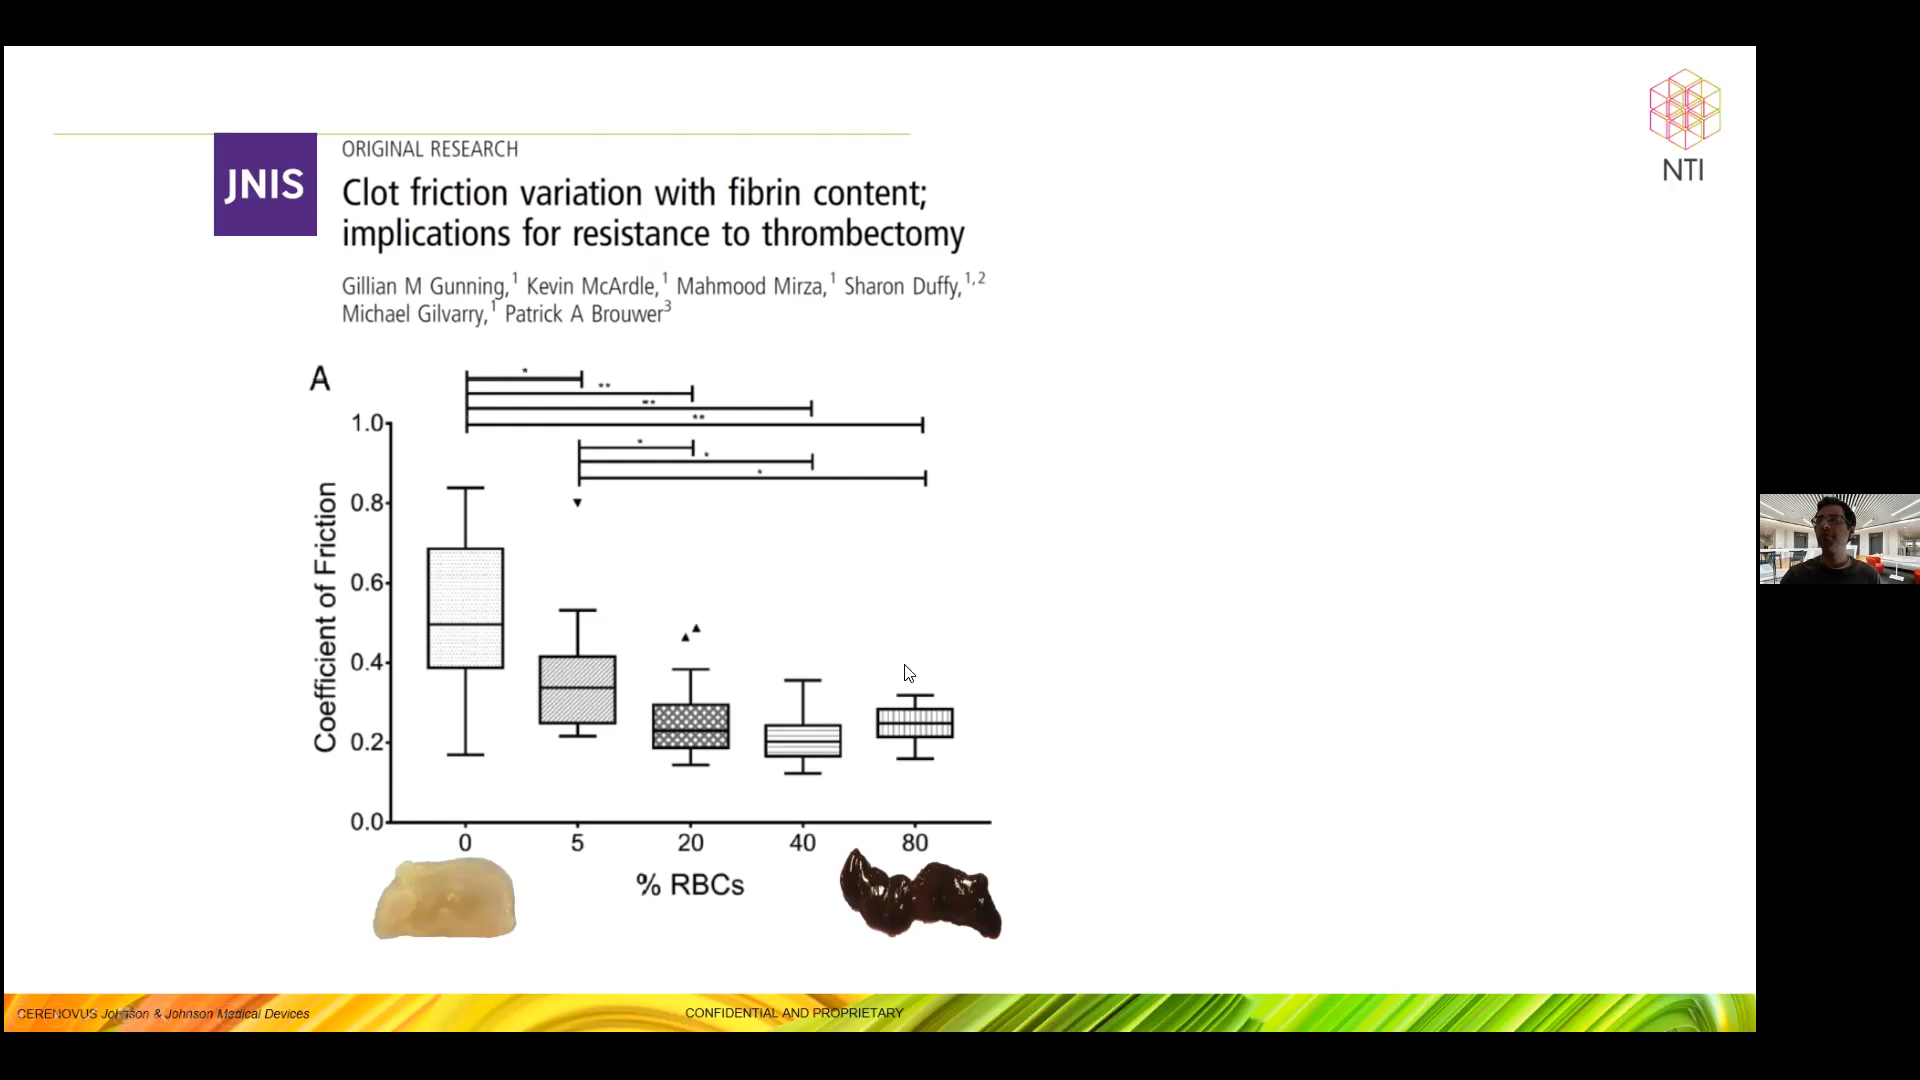 NTI
JNIS
ORIGINAL RESEARCH
Clot friction variation with fibrin content;
implications for resistance to thrombectomy
Gillian M Gunning,1 Kevin McArdle,1 Mahmood Mirza,1 Sharon Duffy,1,2
Michael Gilvarry,1 Patrick A Brouwer3
A
*
**
**
**
*
*
*
1.0
0.8
0.6
0.4
0.2
0.0
Coefficient of Friction
0 5 20 40 80
% RBCs
CERENOVUS Johnson & Johnson Medical Devices
CONFIDENTIAL AND PROPRIETARY